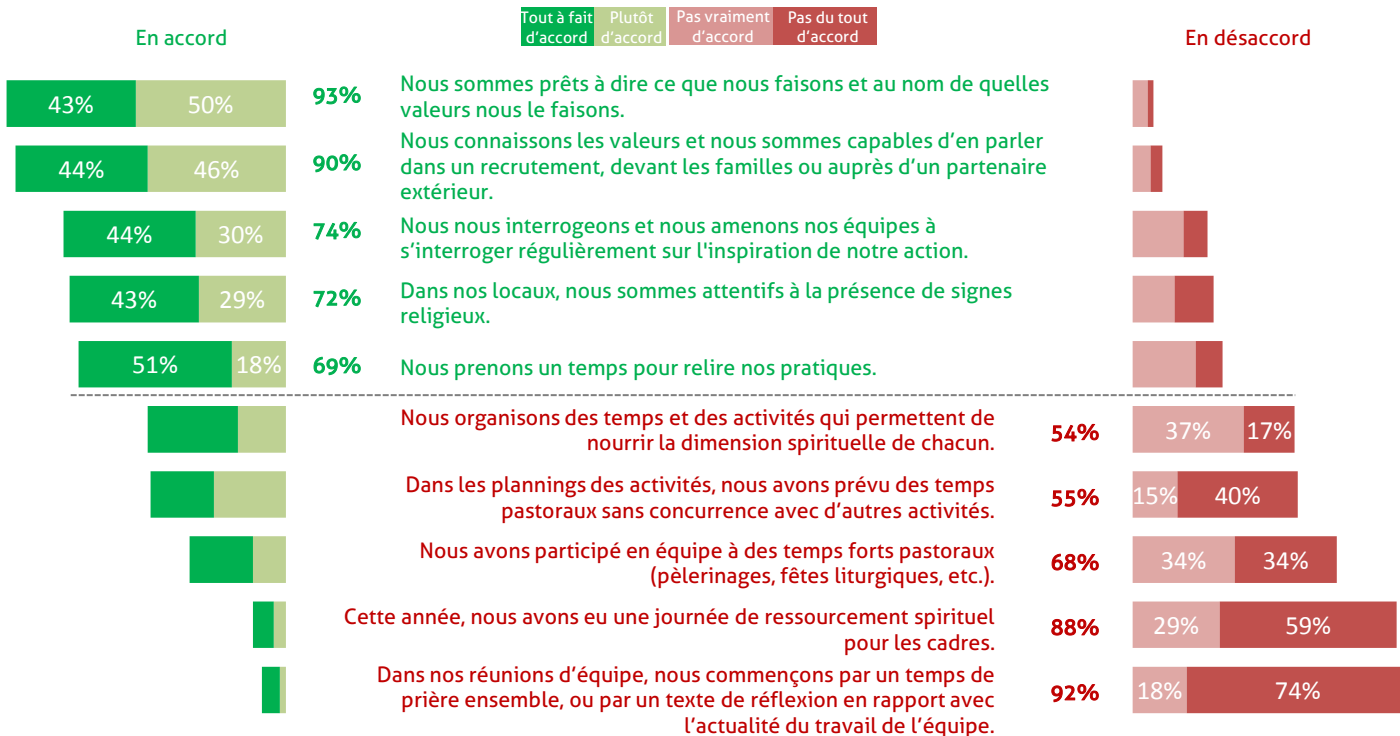 En accord
Tout à fait d'accord
Plutôt d'accord
Pas vraiment d'accord
Pas du tout d'accord
En désaccord
43% 50% 93% Nous sommes prêts à dire ce que nous faisons et au nom de quelles
valeurs nous le faisons.
44% 46% 90% Nous connaissons les valeurs et nous sommes capables d'en parler
dans un recrutement, devant les familles ou auprès d'un partenaire
extérieur.
44% 30% 74% Nous nous interrogeons et nous amenons nos équipes à
s'interroger régulièrement sur l'inspiration de notre action.
43% 29% 72% Dans nos locaux, nous sommes attentifs à la présence de signes
religieux.
51% 18% 69% Nous prenons un temps pour relire nos pratiques.
Nous organisons des temps et des activités qui permettent de
nourrir la dimension spirituelle de chacun. 54% 37% 17%
Dans les plannings des activités, nous avons prévu des temps
pastoraux sans concurrence avec d'autres activités. 55% 15% 40%
Nous avons participé en équipe à des temps forts pastoraux
(pèlerinages, fêtes liturgiques, etc.). 68% 34% 34%
Cette année, nous avons eu une journée de ressourcement spirituel
pour les cadres. 88% 29% 59%
Dans nos réunions d'équipe, nous commençons par un temps de
prière ensemble, ou par un texte de réflexion en rapport avec
l'actualité du travail de l'équipe. 92% 18% 74%